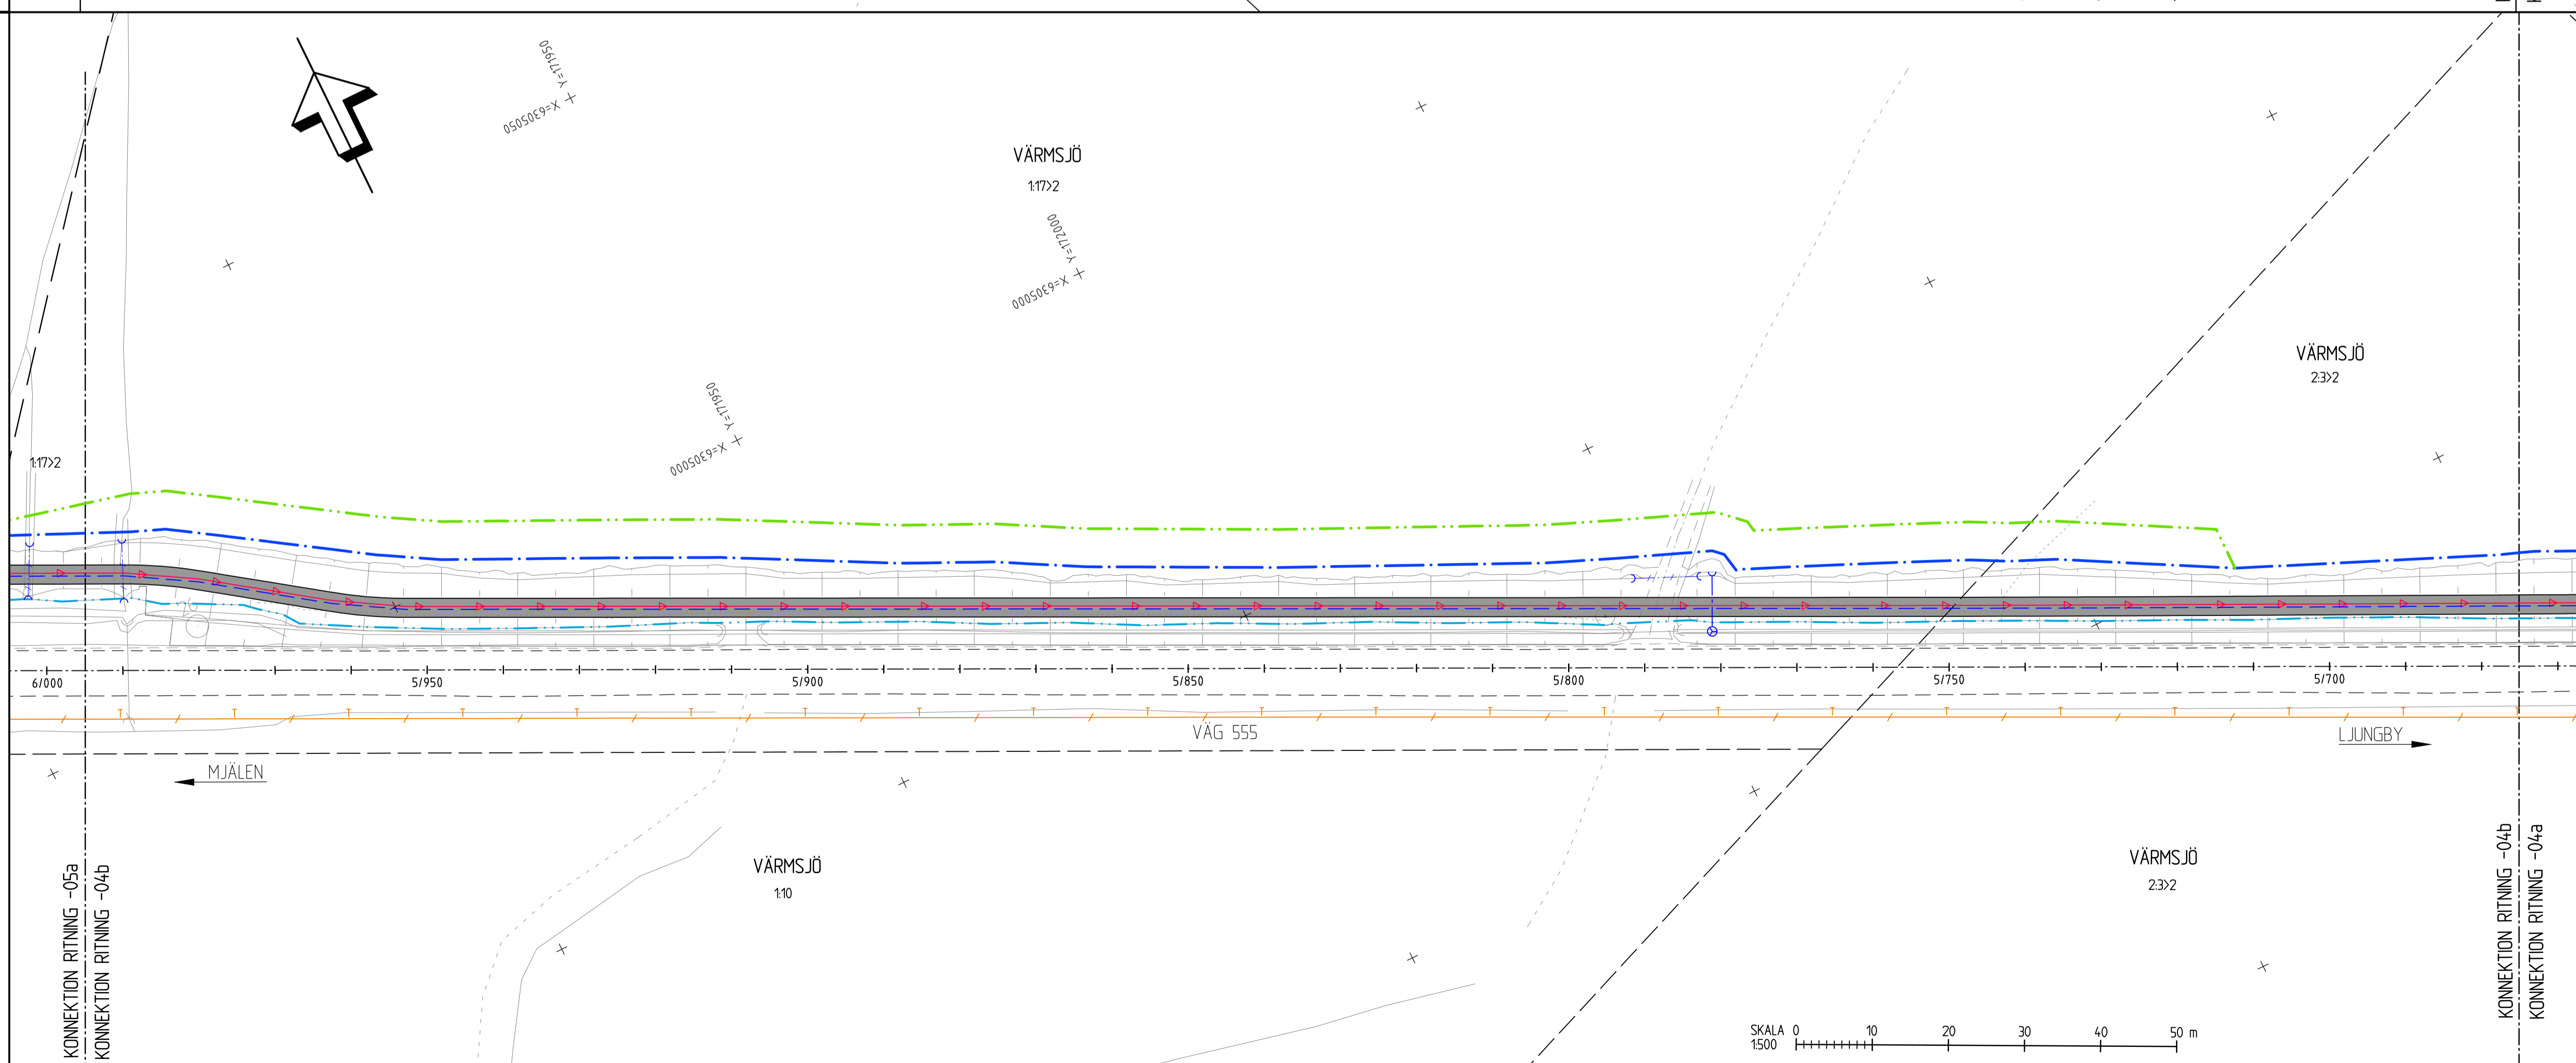 Y=171950
X=6305050
VÄRMSJÖ
1:17>2
Y=172000
X=6305000
VÄRMSJÖ
2:3>2
Y=171950
X=6305000
1:17>2
6/000
5/950
5/900
5/850
5/800
5/750
5/700
VÄG 555
LJUNGBY
MJÄLEN
VÄRMSJÖ
1:10
VÄRMSJÖ
2:3>2
KONNEKTION RITNING -05a
KONNEKTION RITNING -04b
KONNEKTION RITNING -04b
KONNEKTION RITNING -04a
SKALA 0 10 20 30 40 50 m
1:500